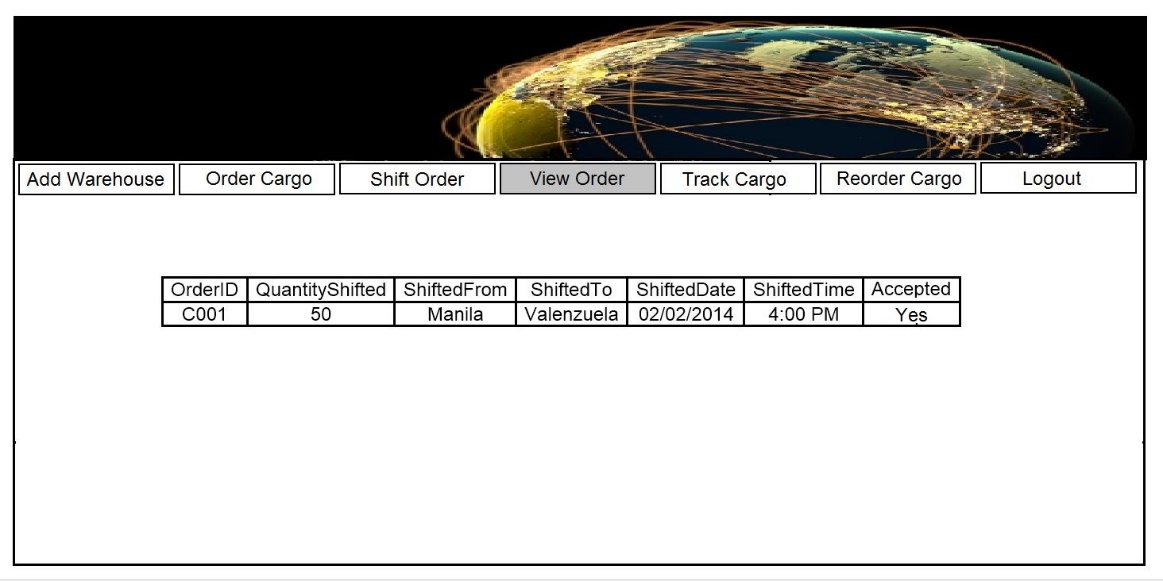 Add Warehouse Order Cargo Shift Order View Order Track Cargo Reorder Cargo Logout
OrderID QuantityShifted ShiftedFrom ShiftedTo ShiftedDate ShiftedTime Accepted
C001 50 Manila Valenzuela 02/02/2014 4:00 PM Yes